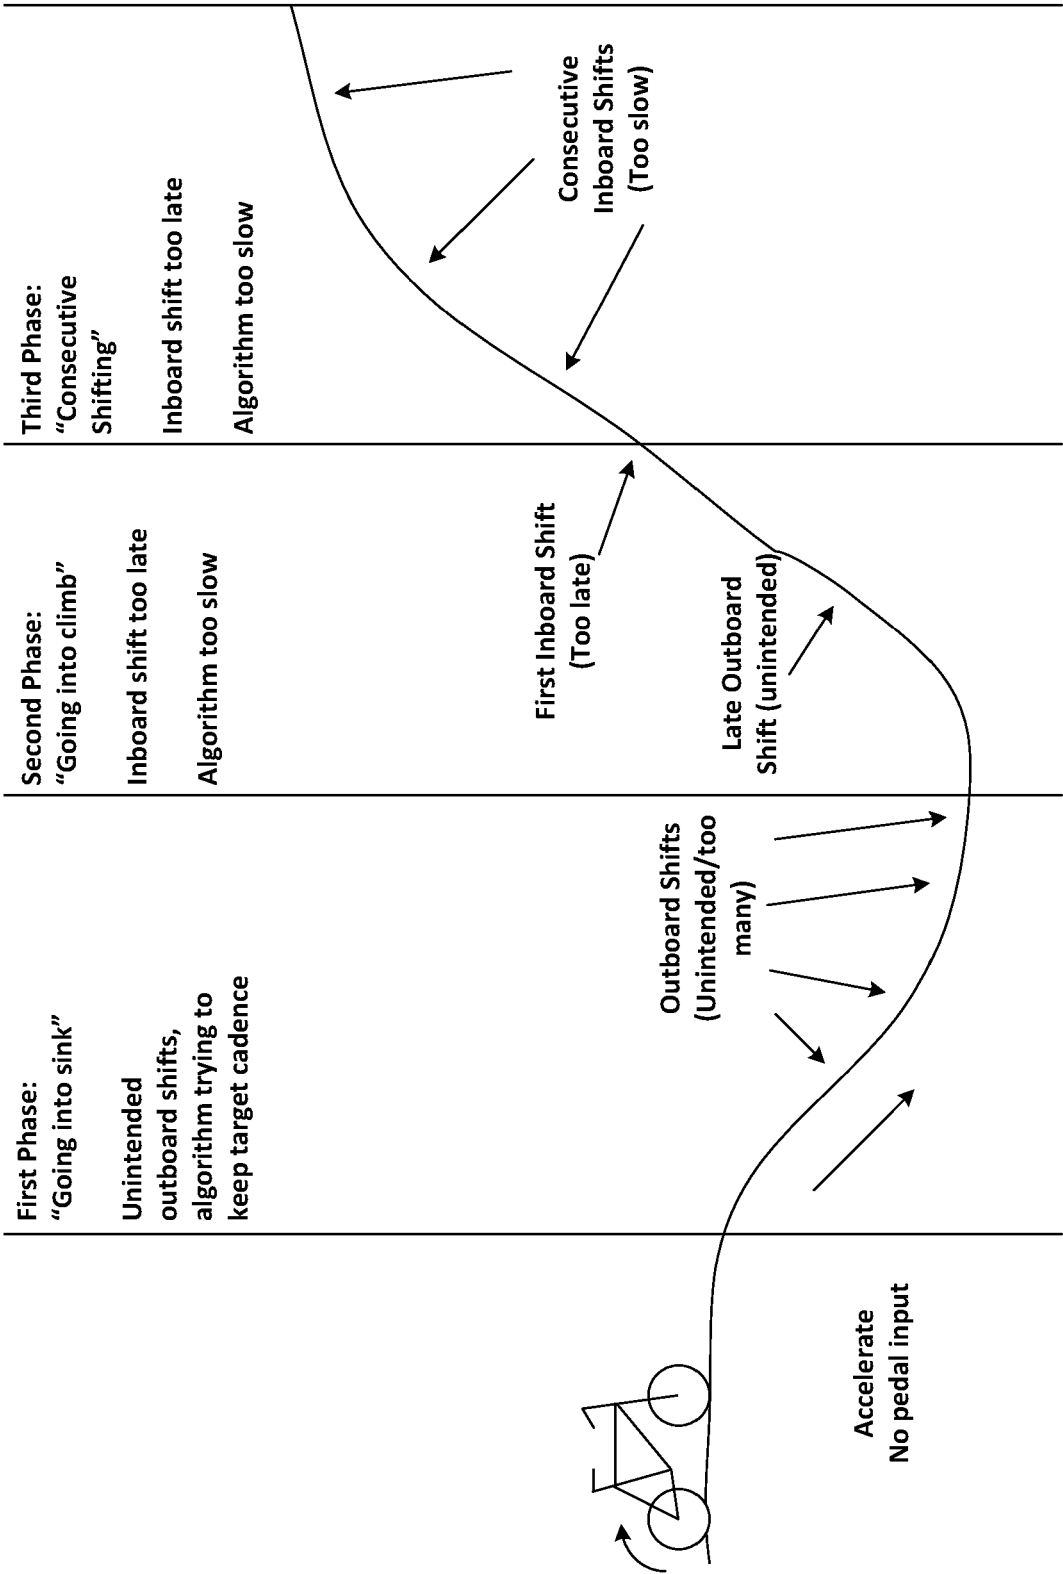 First Phase:
“Going into sink”
Unintended
outboard shifts,
algorithm trying to
keep target cadence
Second Phase:
“Going into climb”
Inboard shift too late
Algorithm too slow
Third Phase:
“Consecutive
Shifting”
Inboard shift too late
Algorithm too slow
Accelerate
No pedal input
Outboard Shifts
(Unintended/too
many)
Late Outboard
Shift (unintended)
First Inboard Shift
(Too late)
Consecutive
Inboard Shifts
(Too slow)